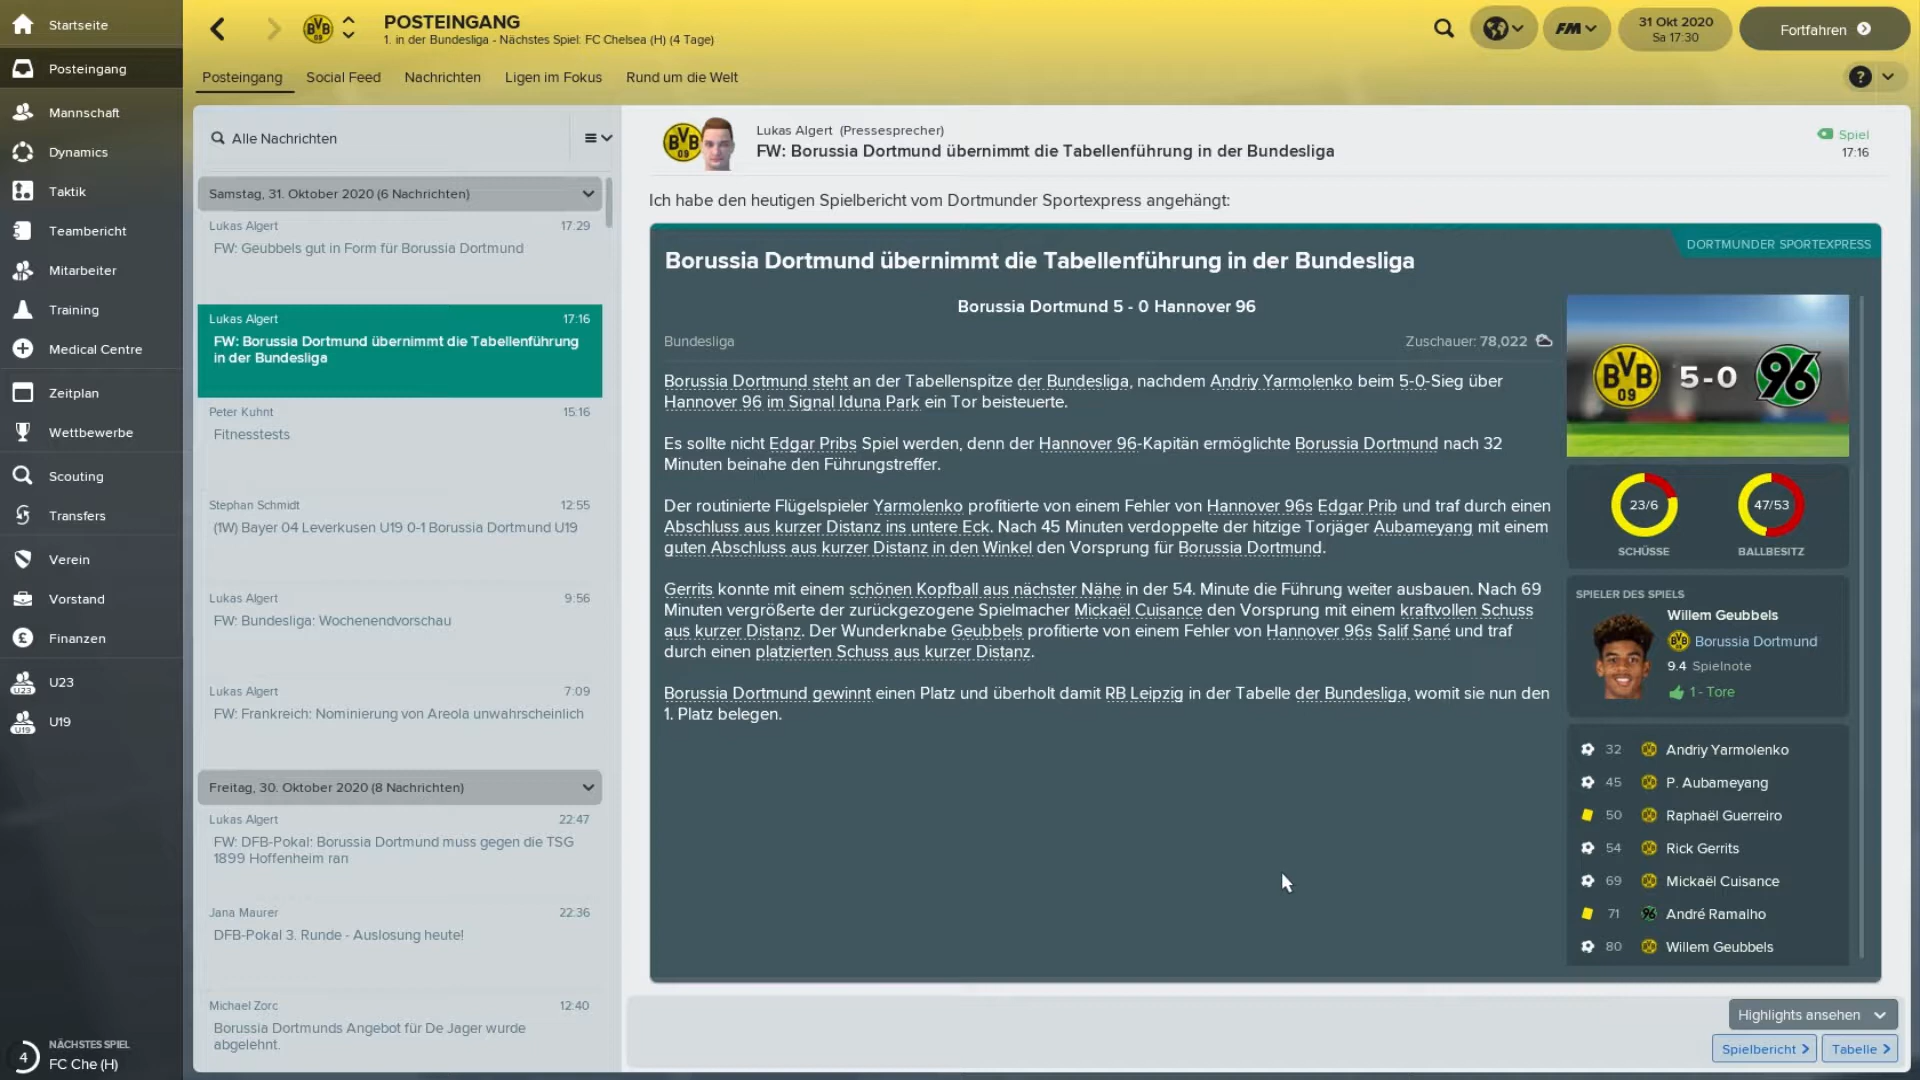 Startseite
Posteingang
Mannschaft
Dynamics
Taktik
Teambericht
Mitarbeiter
Training
Medical Centre
Zeitplan
Wettbewerbe
Scouting
Transfers
Verein
Vorstand
Finanzen
U23
U23
U19
U19
4
NÄCHSTES SPIEL
FC Che (H)
BVB 09
POSTEINGANG
1. in der Bundesliga - Nächstes Spiel: FC Chelsea (H) (4 Tage)
FM
31 Okt 2020
Sa 17:30
Fortfahren
Posteingang Social Feed Nachrichten Ligen im Fokus Rund um die Welt
?
Alle Nachrichten
Samstag, 31. Oktober 2020 (6 Nachrichten)
Lukas Algert 17:29
FW: Geubbels gut in Form für Borussia Dortmund
Lukas Algert 17:16
FW: Borussia Dortmund übernimmt die Tabellenführung
in der Bundesliga
Peter Kuhnt 15:16
Fitnesstests
Stephan Schmidt 12:55
(1W) Bayer 04 Leverkusen U19 0-1 Borussia Dortmund U19
Lukas Algert 9:56
FW: Bundesliga: Wochenendvorschau
Lukas Algert 7:09
FW: Frankreich: Nominierung von Areola unwahrscheinlich
Freitag, 30. Oktober 2020 (8 Nachrichten)
Lukas Algert 22:47
FW: DFB-Pokal: Borussia Dortmund muss gegen die TSG
1899 Hoffenheim ran
Jana Maurer 22:36
DFB-Pokal 3. Runde - Auslosung heute!
Michael Zorc 12:40
Borussia Dortmunds Angebot für De Jager wurde
abgelehnt.
BVB 09
Lukas Algert (Pressesprecher)
FW: Borussia Dortmund übernimmt die Tabellenführung in der Bundesliga
Spiel
17:16
Ich habe den heutigen Spielbericht vom Dortmunder Sportexpress angehängt:
DORTMUNDER SPORTEXPRESS
Borussia Dortmund übernimmt die Tabellenführung in der Bundesliga
Borussia Dortmund 5 - 0 Hannover 96
Bundesliga Zuschauer: 78,022
Borussia Dortmund steht an der Tabellenspitze der Bundesliga, nachdem Andriy Yarmolenko beim 5-0-Sieg über
Hannover 96 im Signal Iduna Park ein Tor beisteuerte.
Es sollte nicht Edgar Pribs Spiel werden, denn der Hannover 96-Kapitän ermöglichte Borussia Dortmund nach 32
Minuten beinahe den Führungstreffer.
Der routinierte Flügelspieler Yarmolenko profitierte von einem Fehler von Hannover 96s Edgar Prib und traf durch einen
Abschluss aus kurzer Distanz ins untere Eck. Nach 45 Minuten verdoppelte der hitzige Torjäger Aubameyang mit einem
guten Abschluss aus kurzer Distanz in den Winkel den Vorsprung für Borussia Dortmund.
Gerrits konnte mit einem schönen Kopfball aus nächster Nähe in der 54. Minute die Führung weiter ausbauen. Nach 69
Minuten vergrößerte der zurückgezogene Spielmacher Mickaël Cuisance den Vorsprung mit einem kraftvollen Schuss
aus kurzer Distanz. Der Wunderknabe Geubbels profitierte von einem Fehler von Hannover 96s Salif Sané und traf
durch einen platzierten Schuss aus kurzer Distanz.
Borussia Dortmund gewinnt einen Platz und überholt damit RB Leipzig in der Tabelle der Bundesliga, womit sie nun den
1. Platz belegen.
BVB 09 5-0 96
23/6 47/53
SCHÜSSE BALLBESITZ
SPIELER DES SPIELS
Willem Geubbels
Borussia Dortmund
9.4 Spielnote
1 - Tore
32 Andriy Yarmolenko
45 P. Aubameyang
50 Raphaël Guerreiro
54 Rick Gerrits
69 Mickaël Cuisance
71 96 André Ramalho
80 Willem Geubbels
Highlights ansehen
Spielbericht Tabelle